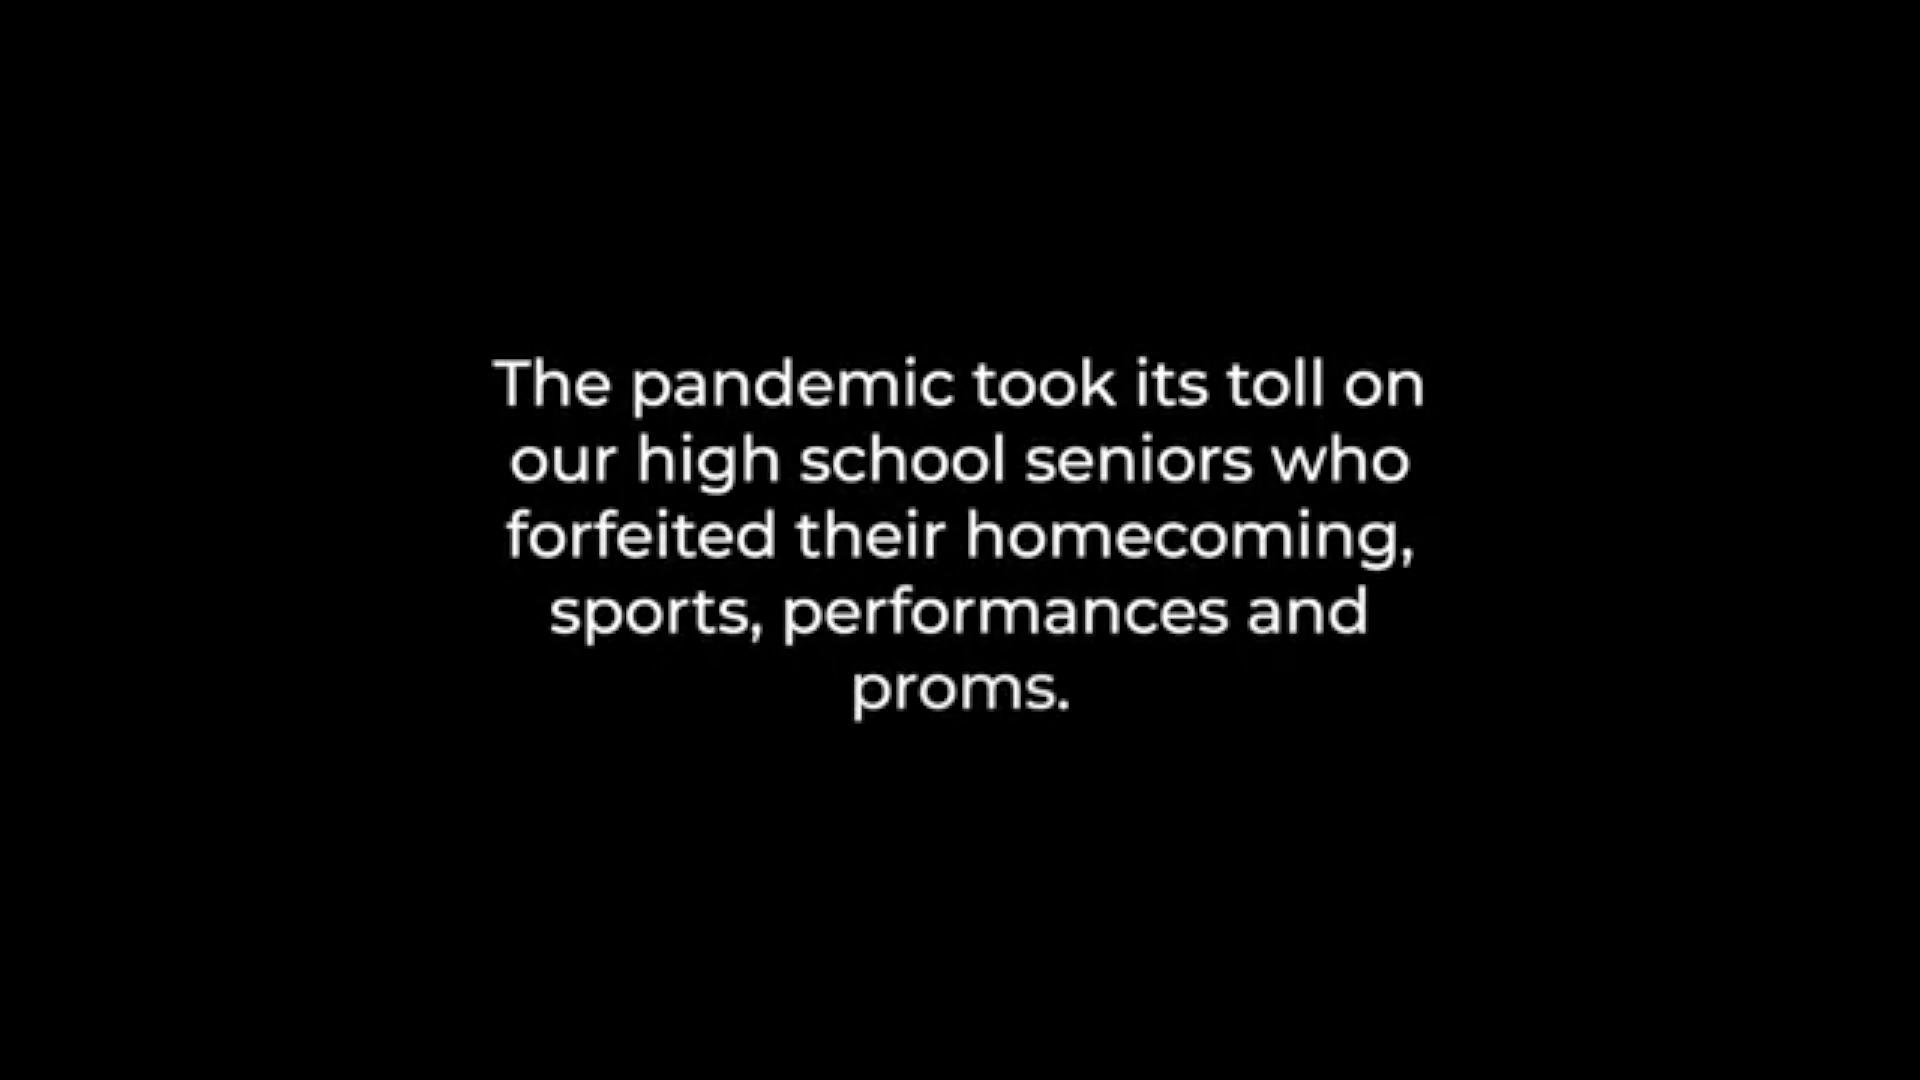 The pandemic took its toll on
our high school seniors who
forfeited their homecoming,
sports, performances and
proms.